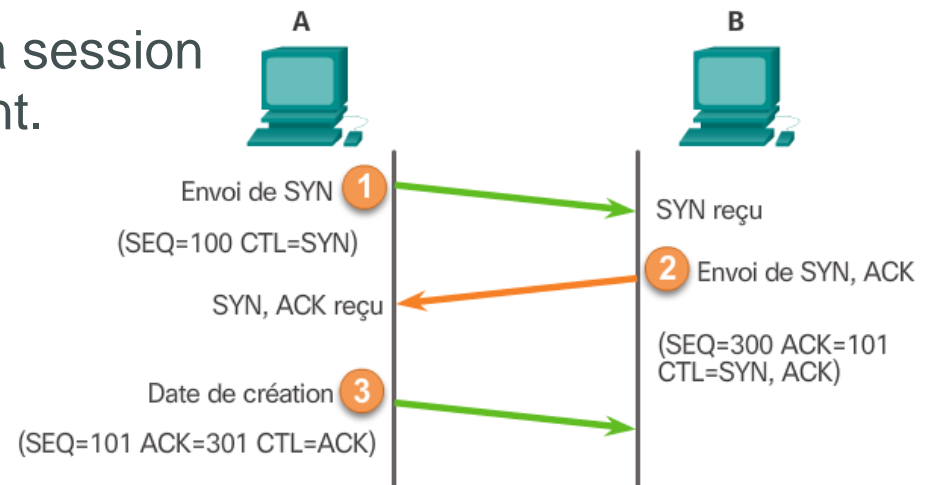 a session
nt.
A
B
Envoi de SYN 1
(SEQ=100 CTL=SYN)
SYN reçu
2 Envoi de SYN, ACK
SYN, ACK reçu
(SEQ=300 ACK=101
CTL=SYN, ACK)
Date de création 3
(SEQ=101 ACK=301 CTL=ACK)